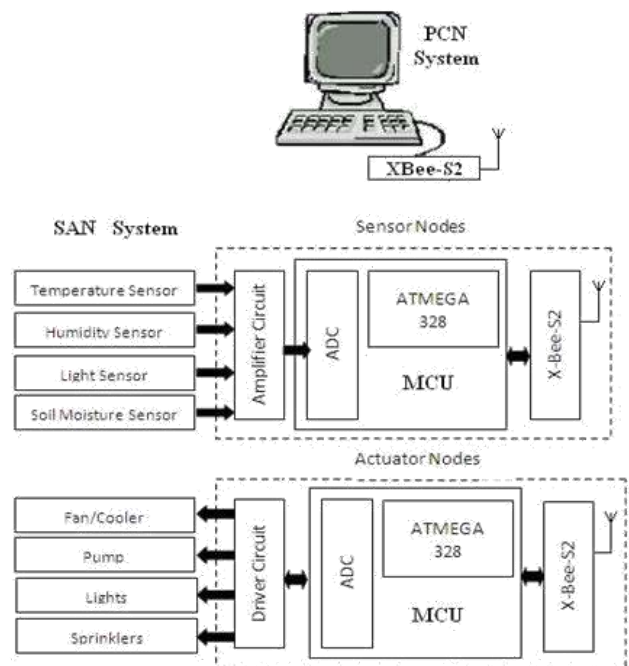 PCN
System
XBee-S2
SAN System
Sensor Nodes
Temperature Sensor
Humidity Sensor
Light Sensor
Soil Moisture Sensor
Amplifier Circuit
ADC
ATMEGA
328
MCU
X-Bee-S2
Actuator Nodes
Fan/Cooler
Pump
Lights
Sprinklers
Driver Circuit
ADC
ATMEGA
328
MCU
X-Bee-S2